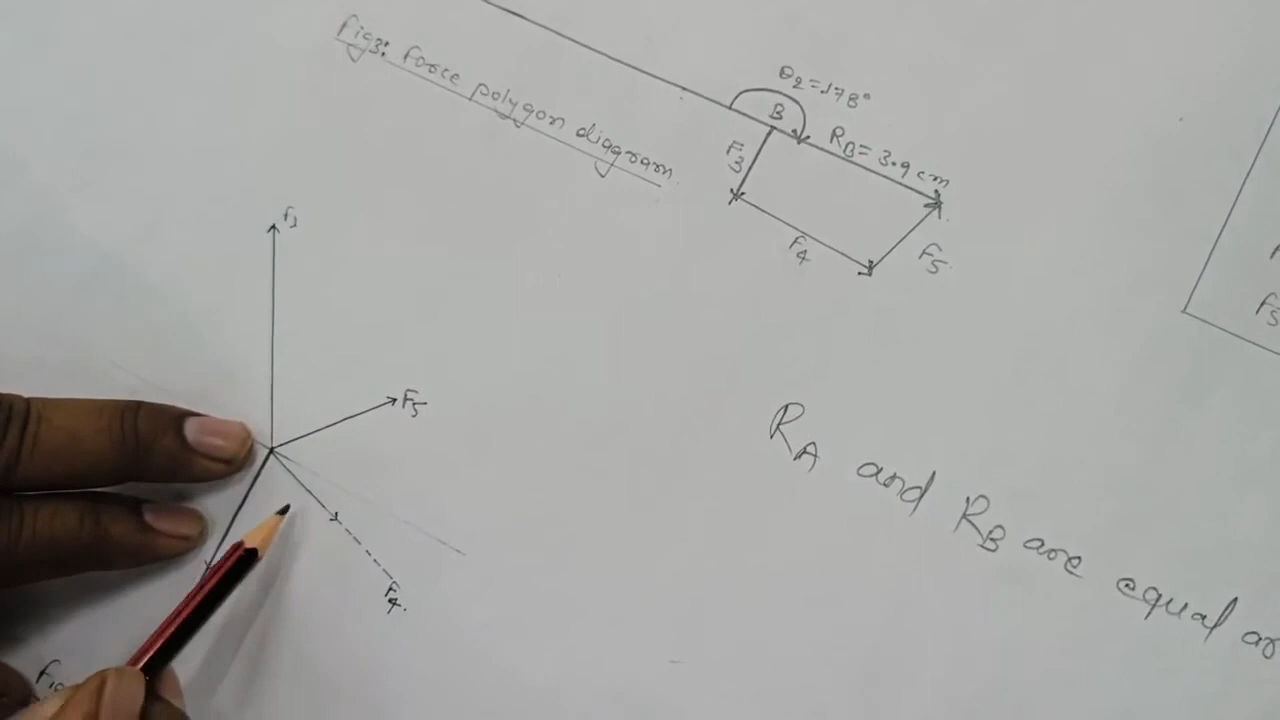 Fig3: Force polygon diagram
θ2=178°
B
RB= 3.9 cm
F3
F4
F5
F5
F4.
RA and RB are equal